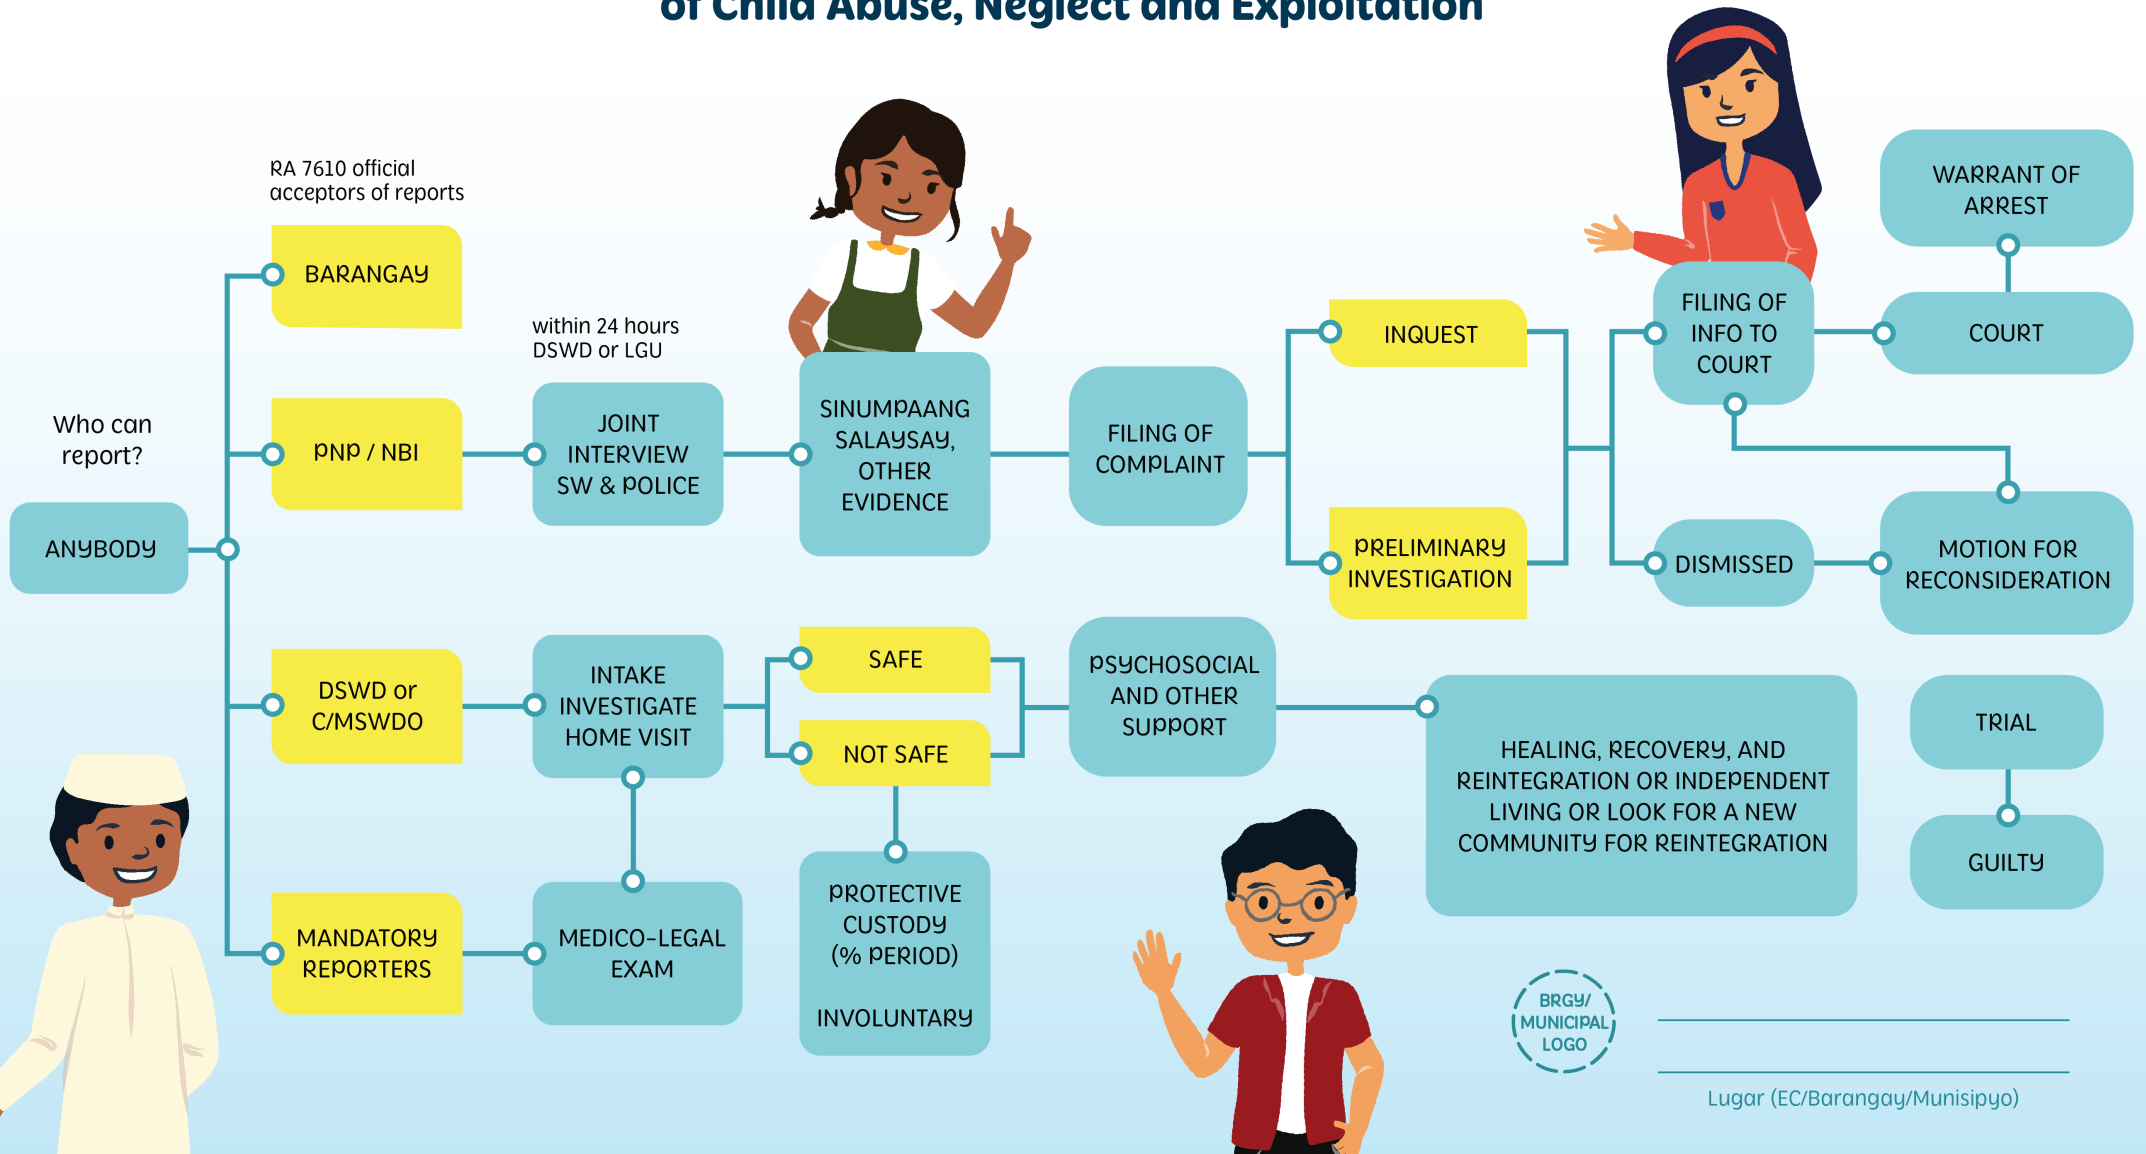 of Child Abuse, Neglect and Exploitation
RA 7610 official
acceptors of reports
BARANGAY
Who can
report?
ANYBODY
PNP / NBI
within 24 hours
DSWD or LGU
JOINT
INTERVIEW
SW & POLICE
SINUMPAANG
SALAYSAY,
OTHER
EVIDENCE
FILING OF
COMPLAINT
INQUEST
PRELIMINARY
INVESTIGATION
FILING OF
INFO TO
COURT
COURT
WARRANT OF
ARREST
DISMISSED
MOTION FOR
RECONSIDERATION
DSWD or
C/MSWDO
INTAKE
INVESTIGATE
HOME VISIT
SAFE
NOT SAFE
PSYCHOSOCIAL
AND OTHER
SUPPORT
HEALING, RECOVERY, AND
REINTEGRATION OR INDEPENDENT
LIVING OR LOOK FOR A NEW
COMMUNITY FOR REINTEGRATION
TRIAL
GUILTY
MANDATORY
REPORTERS
MEDICO-LEGAL
EXAM
PROTECTIVE
CUSTODY
(% PERIOD)
INVOLUNTARY
BRGY/
MUNICIPAL
LOGO
Lugar (EC/Barangay/Munisipyo)